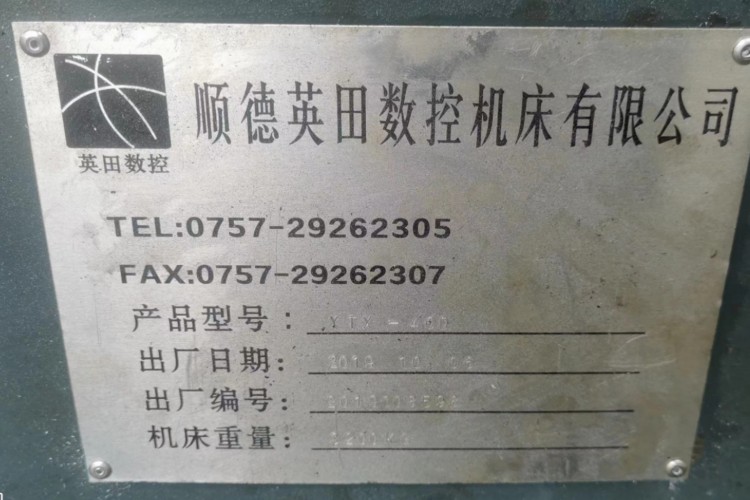 顺德英田数控机床有限公司
英田数控
TEL:0757-29262305
FAX:0757-29262307
产品型号：
出厂日期：
出厂编号：
机床重量：